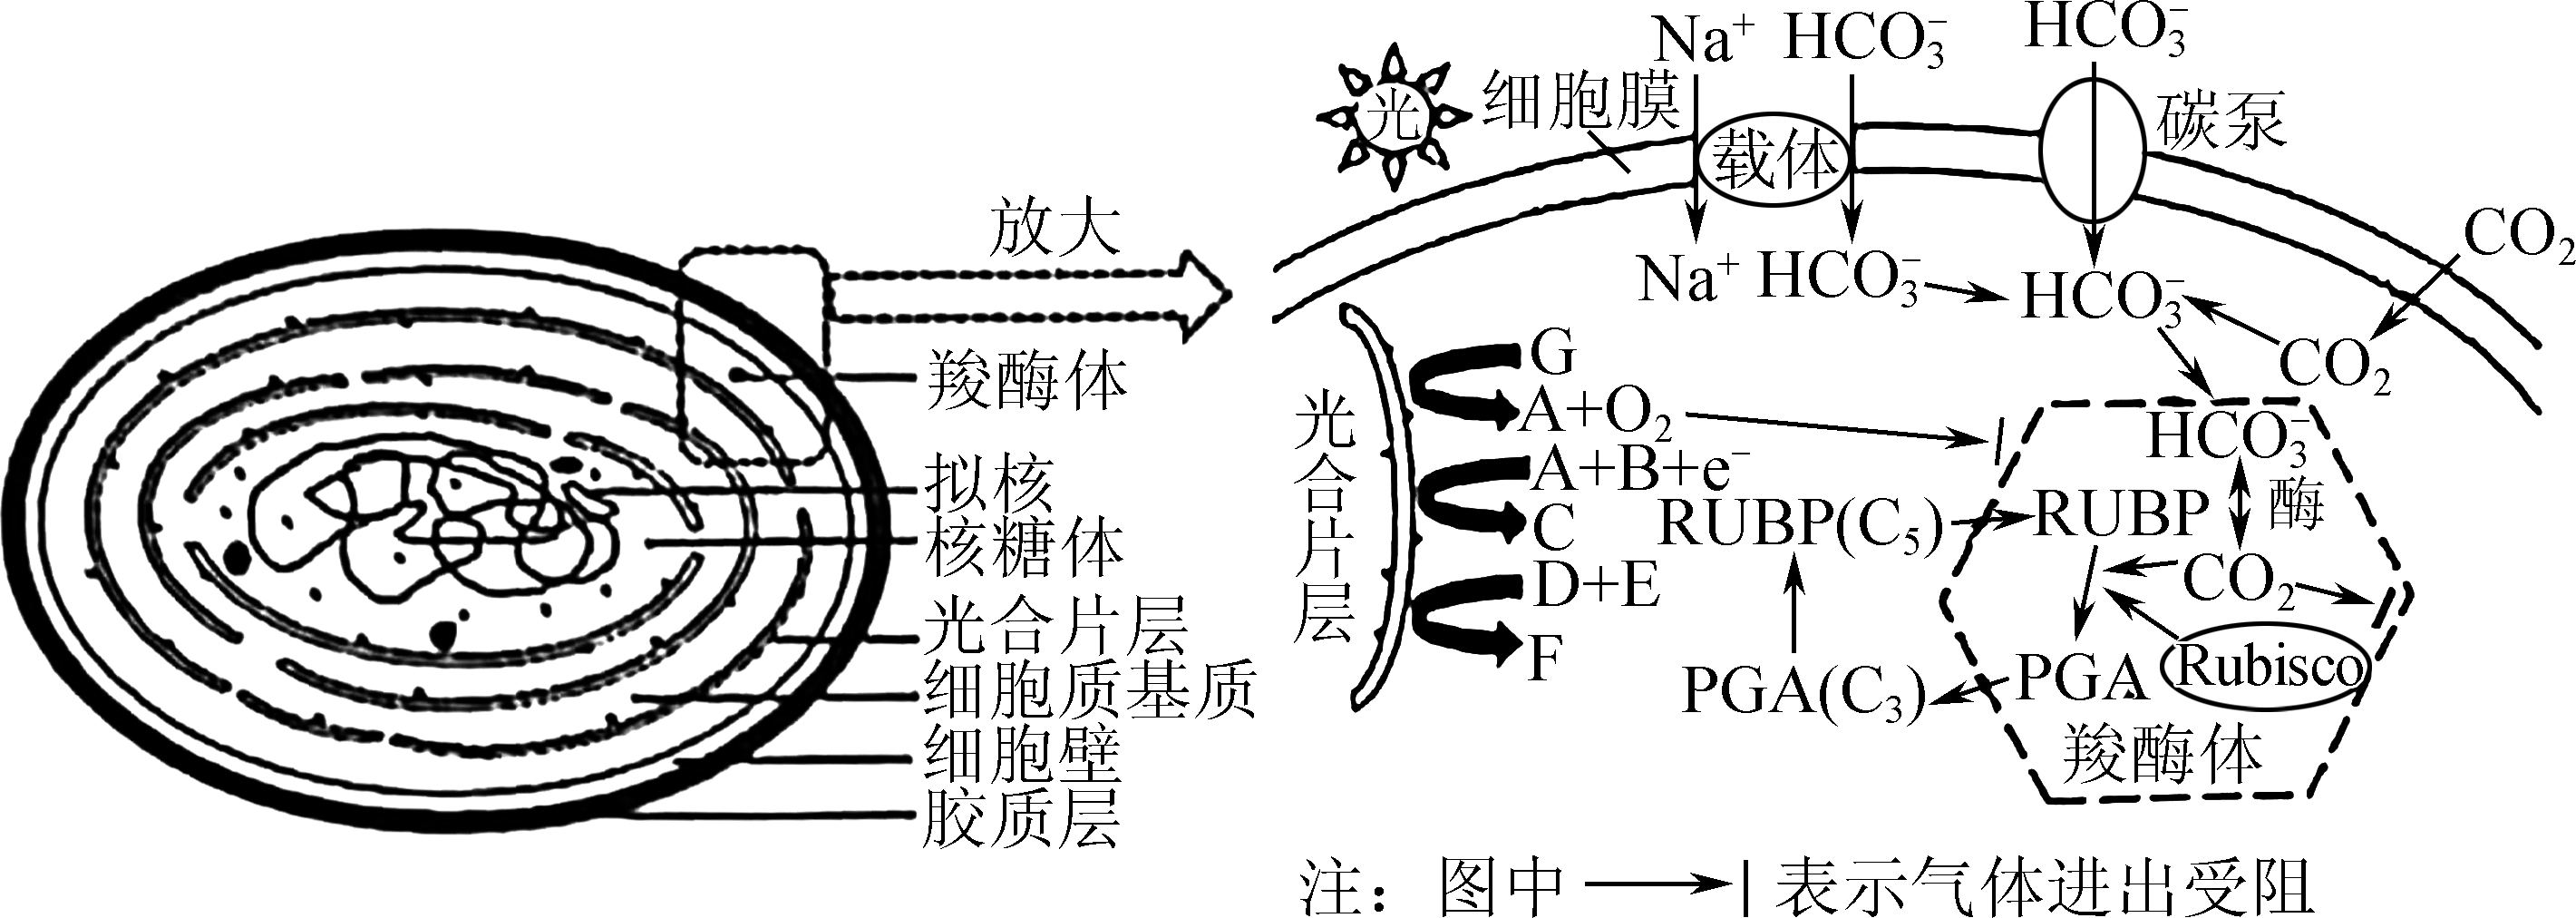 放大
羧酶体
拟核
核糖体
光合片层
细胞质基质
细胞壁
胶质层
光
细胞膜
Na⁺ HCO₃⁻
HCO₃⁻
载体
碳泵
CO₂
Na⁺ HCO₃⁻
HCO₃⁻
CO₂
光合片层
G
A+O₂
A+B+e⁻
C
D+E
F
RUBP(C₅)
PGA(C₃)
HCO₃⁻
酶
RUBP
CO₂
PGA
Rubisco
羧酶体
注：图中 表示气体进出受阻